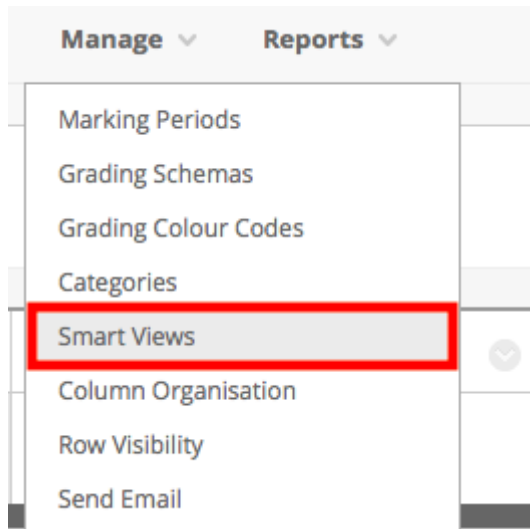 Manage Reports
Marking Periods
Grading Schemas
Grading Colour Codes
Categories
Smart Views
Column Organisation
Row Visibility
Send Email